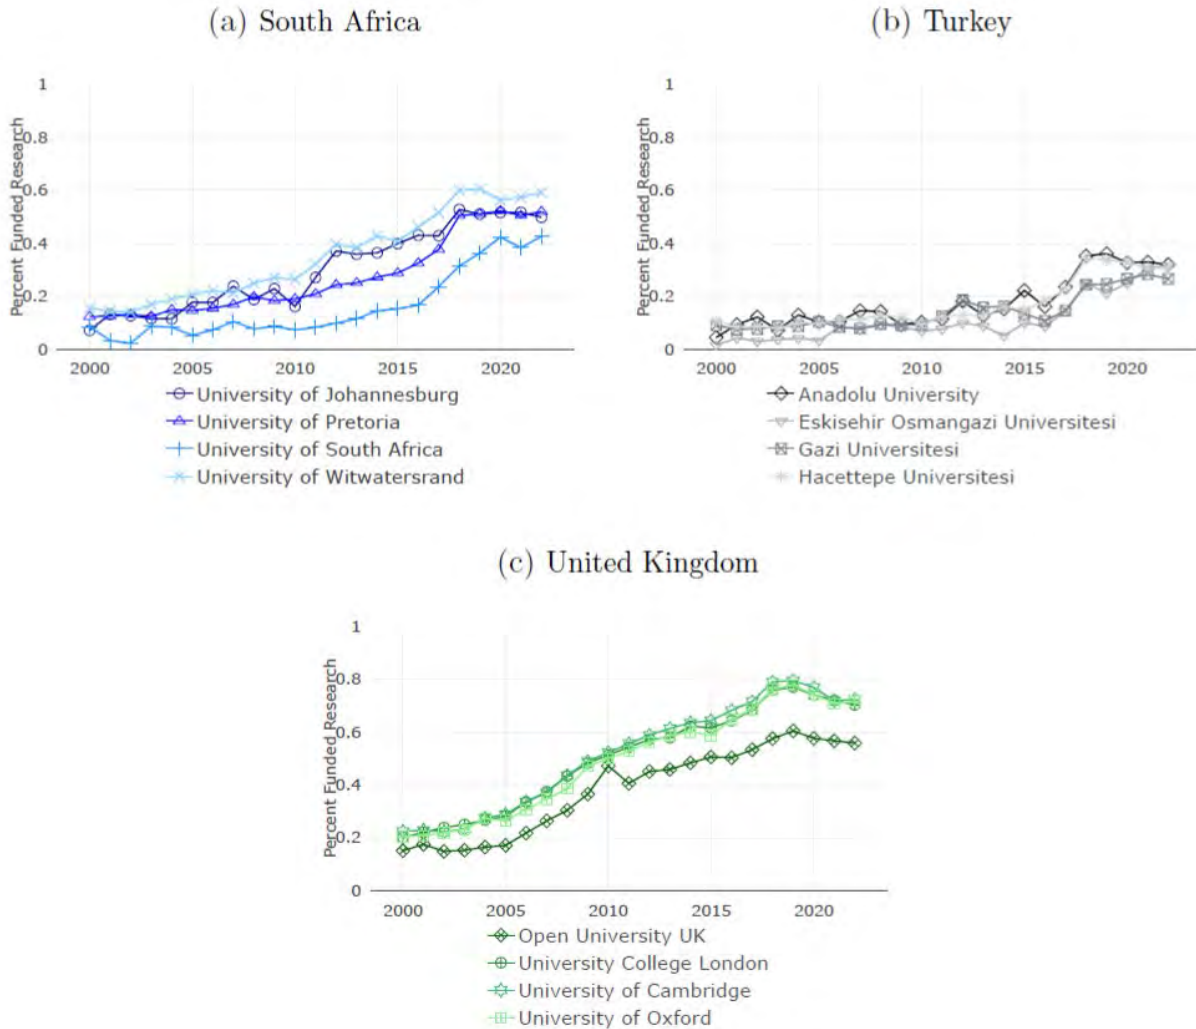 (a) South Africa
(b) Turkey
1
0.8
0.6
0.4
0.2
0
Percent Funded Research
2000 2005 2010 2015 2020
University of Johannesburg
University of Pretoria
University of South Africa
University of Witwatersrand
1
0.8
0.6
0.4
0.2
0
Percent Funded Research
2000 2005 2010 2015 2020
Anadolu University
Eskisehir Osmangazi Universitesi
Gazi Universitesi
Hacettepe Universitesi
(c) United Kingdom
1
0.8
0.6
0.4
0.2
0
Percent Funded Research
2000 2005 2010 2015 2020
Open University UK
University College London
University of Cambridge
University of Oxford